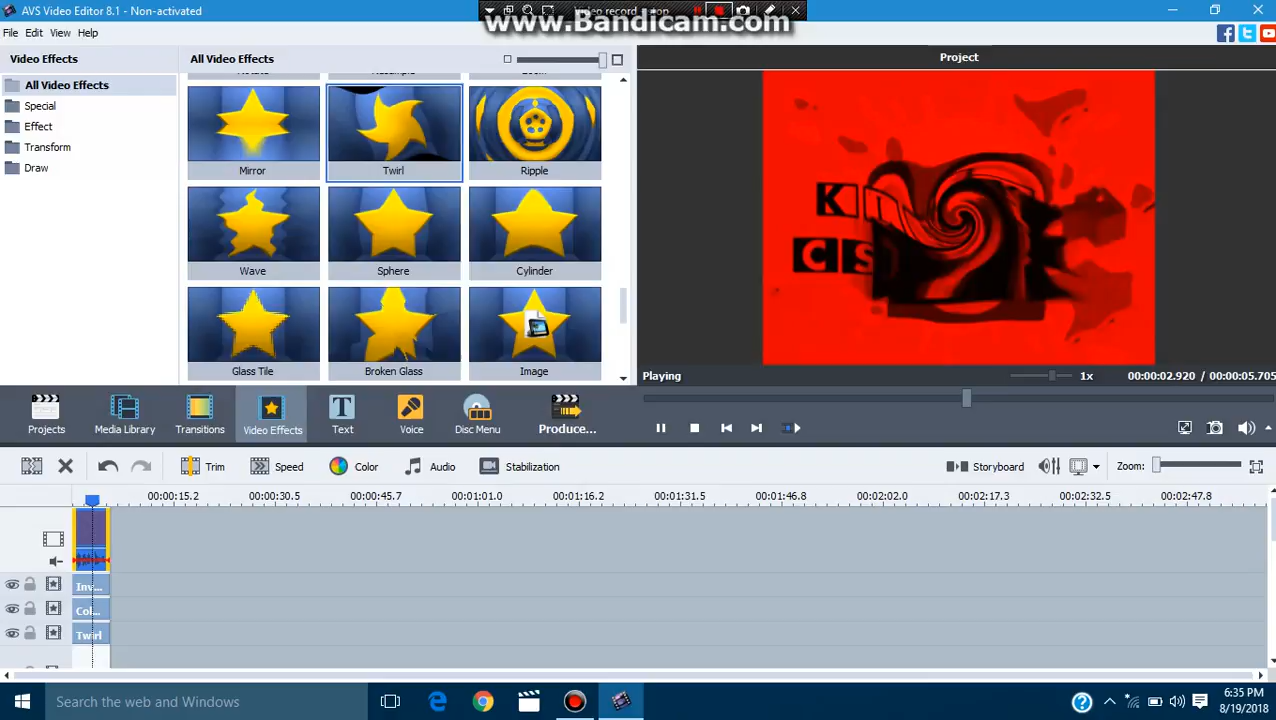 AVS Video Editor 8.1 - Non-activated
www.Bandicam.com
File Edit View Help
Video Effects
All Video Effects
Project
All Video Effects
Special
Effect
Transform
Draw
Mirror
Twirl
Ripple
Wave
Sphere
Cylinder
Glass Tile
Broken Glass
Image
K
C S
Playing
1x
00:00:02.920 / 00:00:05.705
Projects
Media Library
Transitions
Video Effects
Text
Voice
Disc Menu
Produce...
Trim
Speed
Color
Audio
Stabilization
Storyboard
Zoom:
00:00:15.2 00:00:30.5 00:00:45.7 00:01:01.0 00:01:16.2 00:01:31.5 00:01:46.8 00:02:02.0 00:02:17.3 00:02:32.5 00:02:47.8
Inv...
Col...
Twirl
Search the web and Windows
6:35 PM
8/19/2018